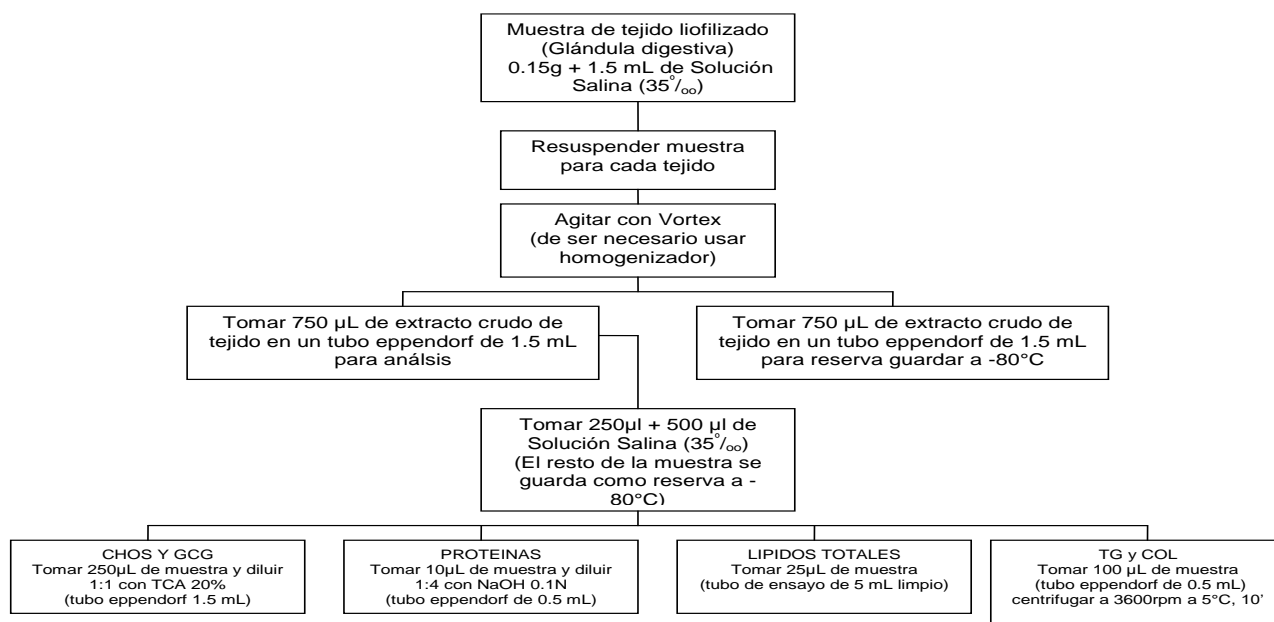 Muestra de tejido liofilizado
(Glándula digestiva)
0.15g + 1.5 mL de Solución
Salina (35°/oo)
Resuspender muestra
para cada tejido
Agitar con Vortex
(de ser necesario usar
homogenizador)
Tomar 750 µL de extracto crudo de
tejido en un tubo eppendorf de 1.5 mL
para análsis
Tomar 750 µL de extracto crudo de
tejido en un tubo eppendorf de 1.5 mL
para reserva guardar a -80°C
Tomar 250µl + 500 µl de
Solución Salina (35°/oo)
(El resto de la muestra se
guarda como reserva a -
80°C)
CHOS Y GCG
Tomar 250µL de muestra y diluir
1:1 con TCA 20%
(tubo eppendorf 1.5 mL)
PROTEINAS
Tomar 10µL de muestra y diluir
1:4 con NaOH 0.1N
(tubo eppendorf de 0.5 mL)
LIPIDOS TOTALES
Tomar 25µL de muestra
(tubo de ensayo de 5 mL limpio)
TG y COL
Tomar 100 µL de muestra
(tubo eppendorf de 0.5 mL)
centrifugar a 3600rpm a 5°C, 10’